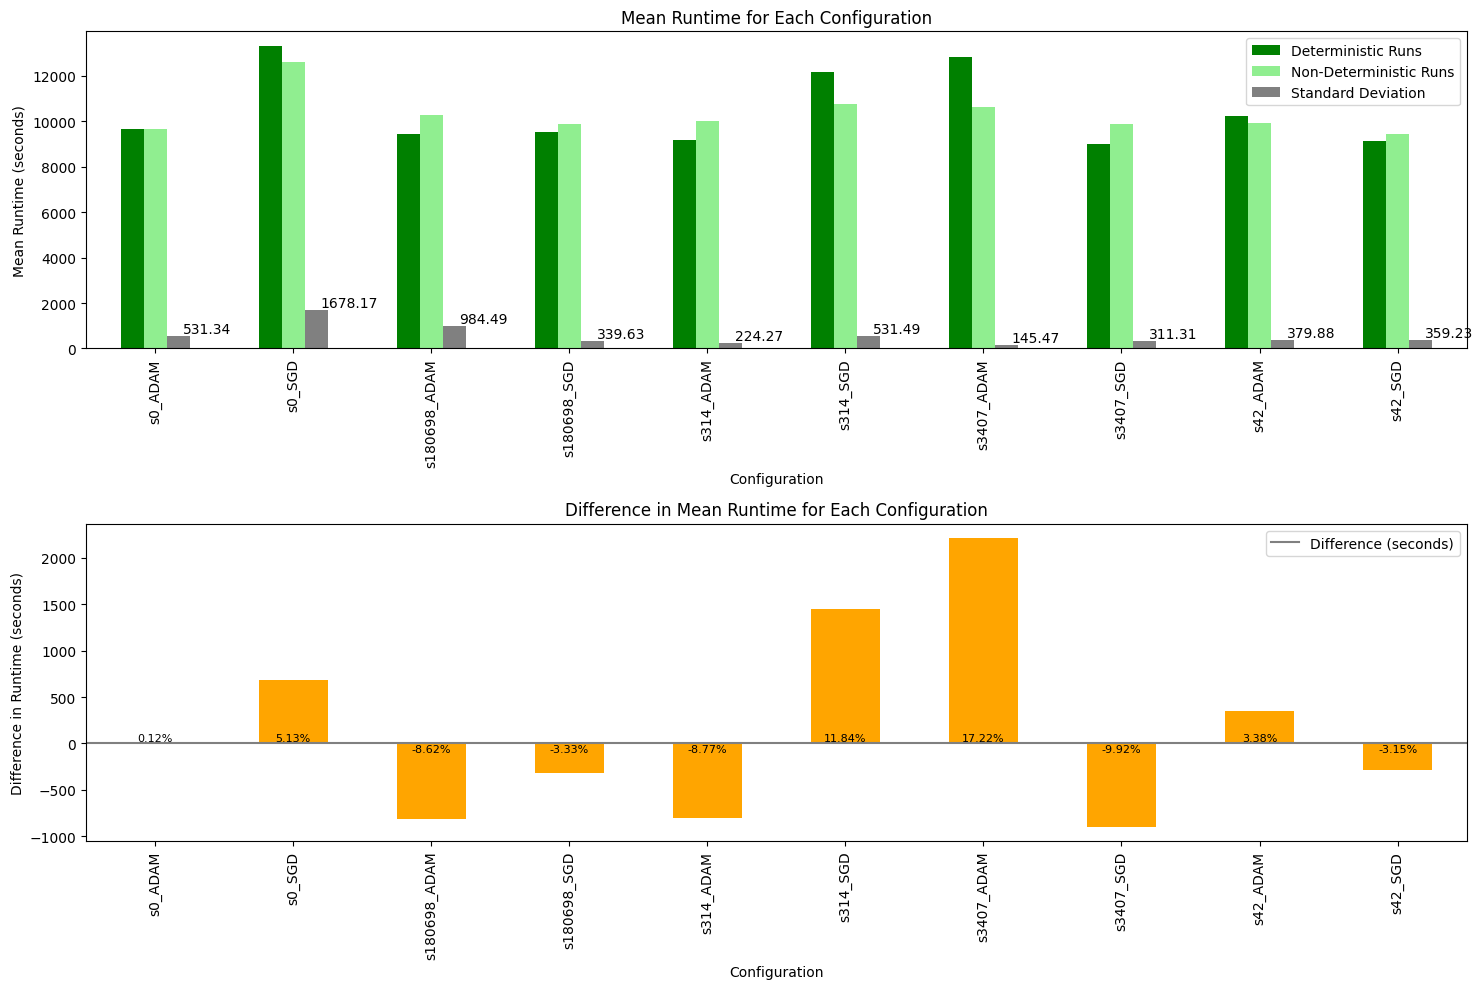 Mean Runtime for Each Configuration
Mean Runtime (seconds)
12000
10000
8000
6000
4000
2000
0
Deterministic Runs
Non-Deterministic Runs
Standard Deviation
531.34
1678.17
984.49
339.63
224.27
531.49
145.47
311.31
379.88
359.23
s0_ADAM
s0_SGD
s180698_ADAM
s180698_SGD
s314_ADAM
s314_SGD
s3407_ADAM
s3407_SGD
s42_ADAM
s42_SGD
Configuration
Difference in Mean Runtime for Each Configuration
Difference in Runtime (seconds)
2000
1500
1000
500
0
−500
−1000
Difference (seconds)
0.12%
5.13%
-8.62%
-3.33%
-8.77%
11.84%
17.22%
-9.92%
3.38%
-3.15%
s0_ADAM
s0_SGD
s180698_ADAM
s180698_SGD
s314_ADAM
s314_SGD
s3407_ADAM
s3407_SGD
s42_ADAM
s42_SGD
Configuration